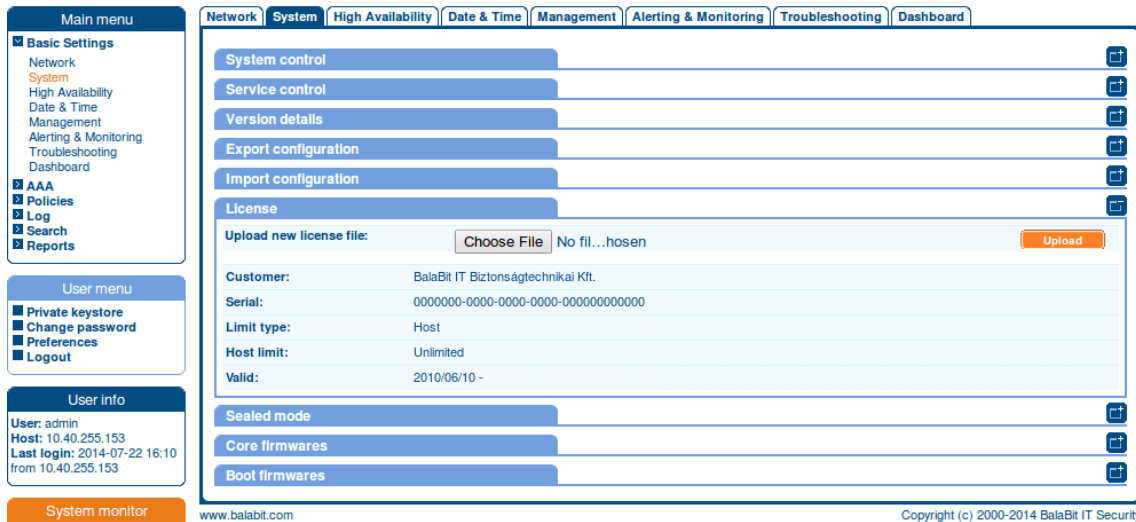 Main menu
Basic Settings
Network
System
High Availability
Date & Time
Management
Alerting & Monitoring
Troubleshooting
Dashboard
AAA
Policies
Log
Search
Reports
User menu
Private keystore
Change password
Preferences
Logout
User info
User: admin
Host: 10.40.255.153
Last login: 2014-07-22 16:10
from 10.40.255.153
System monitor
Network System High Availability Date & Time Management Alerting & Monitoring Troubleshooting Dashboard
System control
Service control
Version details
Export configuration
Import configuration
License
Upload new license file: Choose File No fil...hosen Upload
Customer: BalaBit IT Biztonságtechnikai Kft.
Serial: 0000000-0000-0000-0000-000000000000
Limit type: Host
Host limit: Unlimited
Valid: 2010/06/10 -
Sealed mode
Core firmwares
Boot firmwares
www.balabit.com Copyright (c) 2000-2014 BalaBit IT Securit